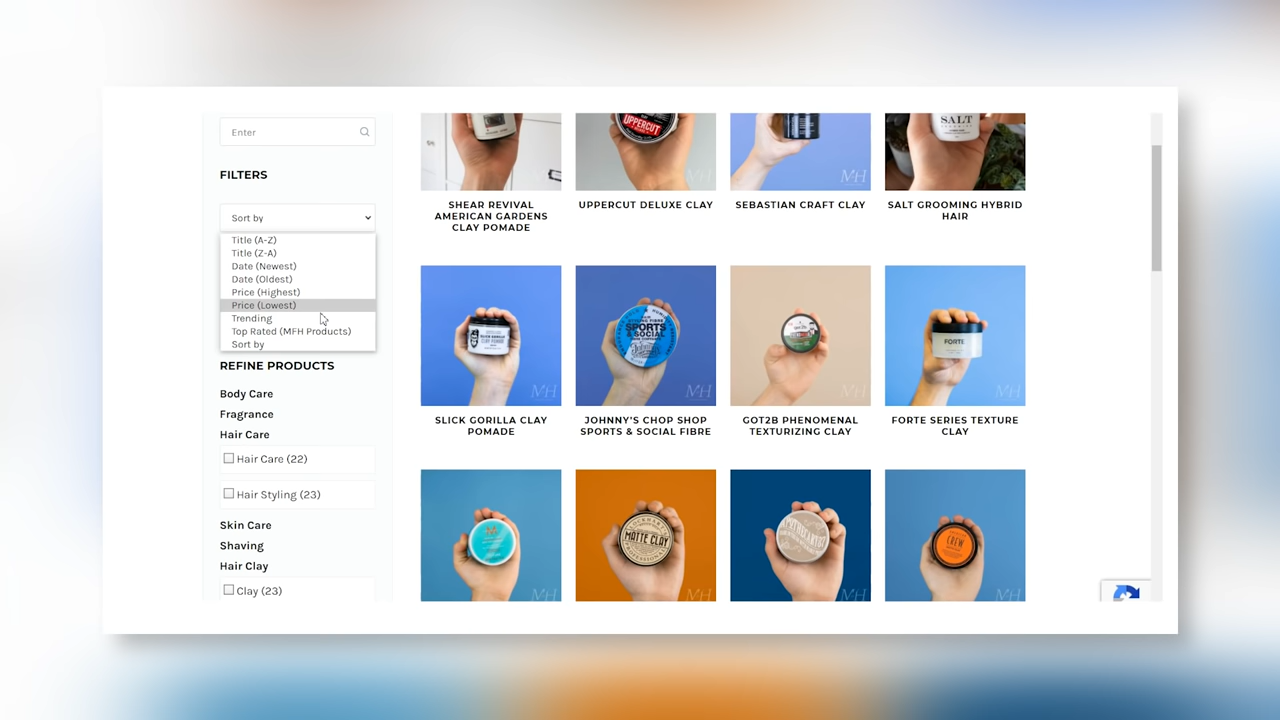 Enter
FILTERS
Sort by
Title (A-Z)
Title (Z-A)
Date (Newest)
Date (Oldest)
Price (Highest)
Price (Lowest)
Trending
Top Rated (MFH Products)
Sort by
REFINE PRODUCTS
Body Care
Fragrance
Hair Care
Hair Care (22)
Hair Styling (23)
Skin Care
Shaving
Hair Clay
Clay (23)
UPPERCUT
SALT
SHEAR REVIVAL
AMERICAN GARDENS
CLAY POMADE
UPPERCUT DELUXE CLAY
SEBASTIAN CRAFT CLAY
SALT GROOMING HYBRID
HAIR
SPORTS
& SOCIAL
FORTE
SLICK GORILLA CLAY
POMADE
JOHNNY'S CHOP SHOP
SPORTS & SOCIAL FIBRE
GOT2B PHENOMENAL
TEXTURIZING CLAY
FORTE SERIES TEXTURE
CLAY
MATTE CLAY
CREW